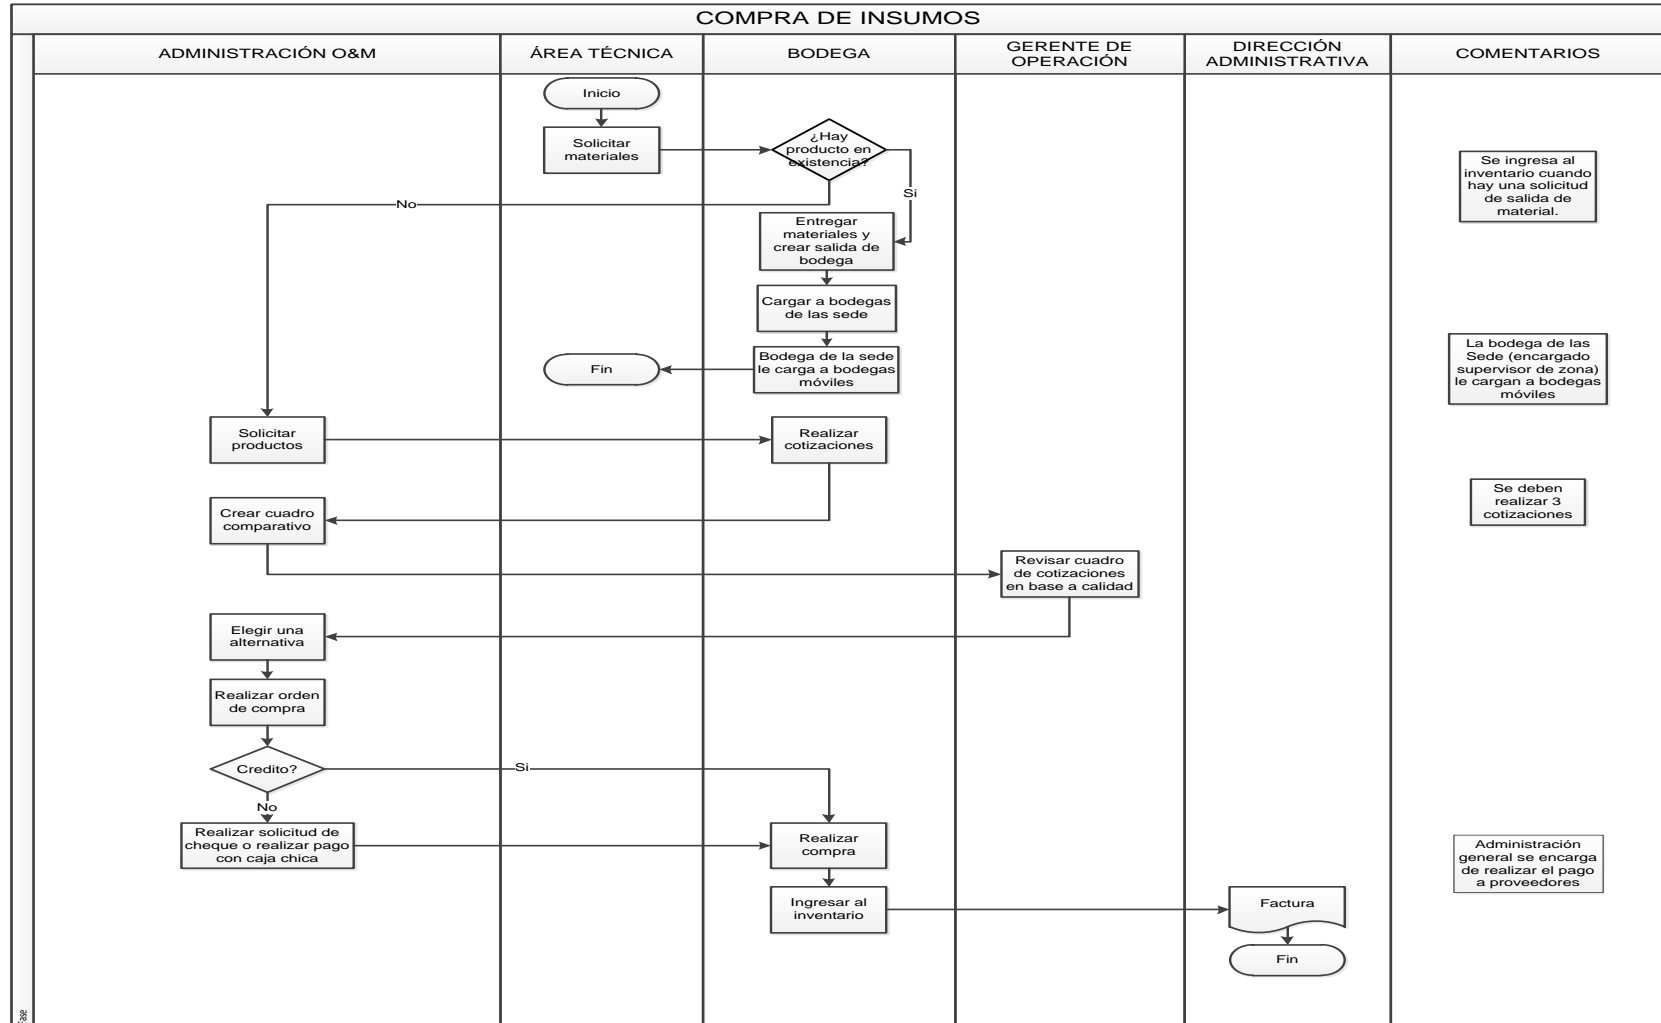 COMPRA DE INSUMOS
ADMINISTRACIÓN O&M
ÁREA TÉCNICA
BODEGA
GERENTE DE
OPERACIÓN
DIRECCIÓN
ADMINISTRATIVA
COMENTARIOS
Inicio
Solicitar
materiales
¿Hay
producto en
existencia?
Si
No
Se ingresa al
inventario cuando
hay una solicitud
de salida de
material.
Entregar
materiales y
crear salida de
bodega
Cargar a bodegas
de las sede
Bodega de la sede
le carga a bodegas
móviles
Fin
La bodega de las
Sede (encargado
supervisor de zona)
le cargan a bodegas
móviles
Solicitar
productos
Realizar
cotizaciones
Se deben
realizar 3
cotizaciones
Crear cuadro
comparativo
Revisar cuadro
de cotizaciones
en base a calidad
Elegir una
alternativa
Realizar orden
de compra
Credito?
Si
No
Realizar solicitud de
cheque o realizar pago
con caja chica
Realizar
compra
Administración
general se encarga
de realizar el pago
a proveedores
Ingresar al
inventario
Factura
Fin
Fase